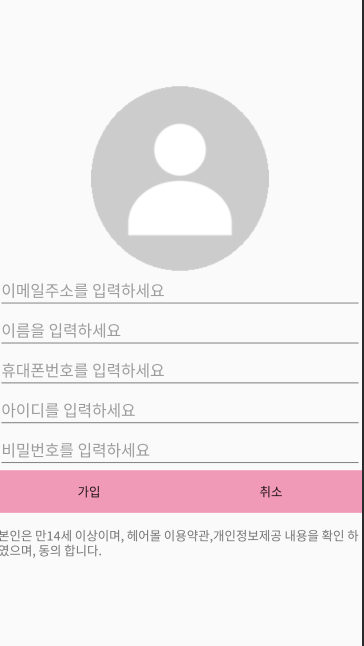 이메일주소를 입력하세요
이름을 입력하세요
휴대폰번호를 입력하세요
아이디를 입력하세요
비밀번호를 입력하세요
가입 취소
본인은 만14세 이상이며, 헤어몰 이용약관,개인정보제공 내용을 확인 하
였으며, 동의 합니다.